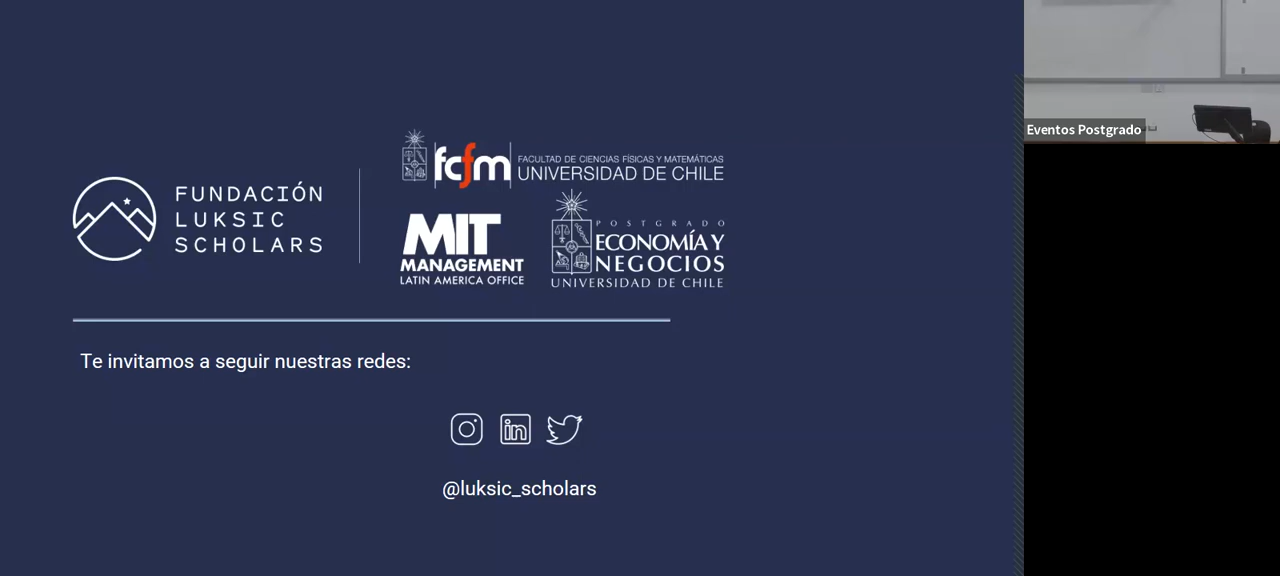 FUNDACIÓN
LUKSIC
SCHOLARS
fcfm
FACULTAD DE CIENCIAS FÍSICAS Y MATEMÁTICAS
UNIVERSIDAD DE CHILE
MIT
MANAGEMENT
LATIN AMERICA OFFICE
POSTGRADO
ECONOMÍA Y
NEGOCIOS
UNIVERSIDAD DE CHILE
Te invitamos a seguir nuestras redes:
in
@luksic_scholars
Eventos Postgrado